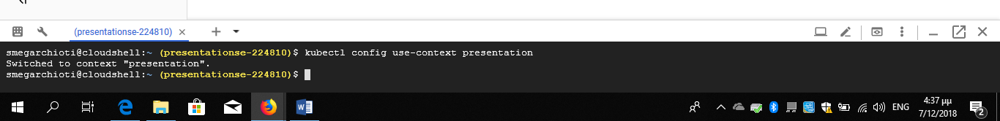 (presentationse-224810)
smegarchioti@cloudshell:~ (presentationse-224810)$ kubectl config use-context presentation
Switched to context "presentation".
smegarchioti@cloudshell:~ (presentationse-224810)$
ENG
4:37 μμ
7/12/2018
2